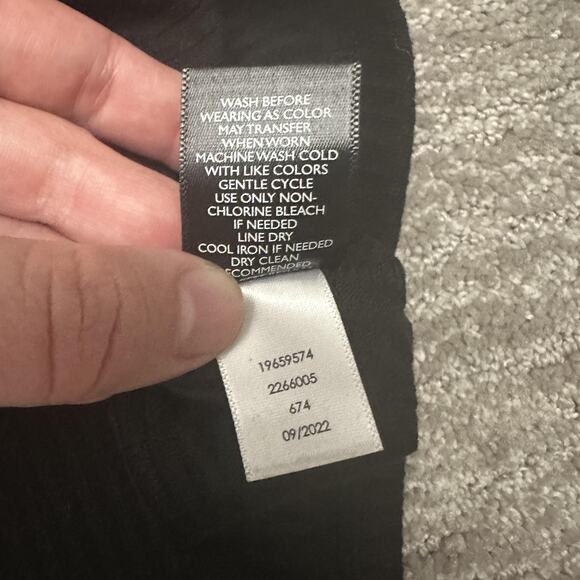 WASH BEFORE
WEARING AS COLOR
MAY TRANSFER
WHEN WORN
MACHINE WASH COLD
WITH LIKE COLORS
GENTLE CYCLE
USE ONLY NON-
CHLORINE BLEACH
IF NEEDED
LINE DRY
COOL IRON IF NEEDED
DRY CLEAN
RECOMMENDED
19659574
2266005
674
09/2022